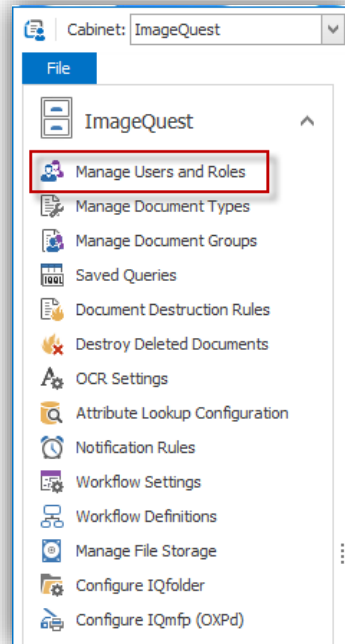 Cabinet: ImageQuest
File
ImageQuest
Manage Users and Roles
Manage Document Types
Manage Document Groups
Saved Queries
Document Destruction Rules
Destroy Deleted Documents
OCR Settings
Attribute Lookup Configuration
Notification Rules
Workflow Settings
Workflow Definitions
Manage File Storage
Configure IQfolder
Configure IQmfp (OXPd)